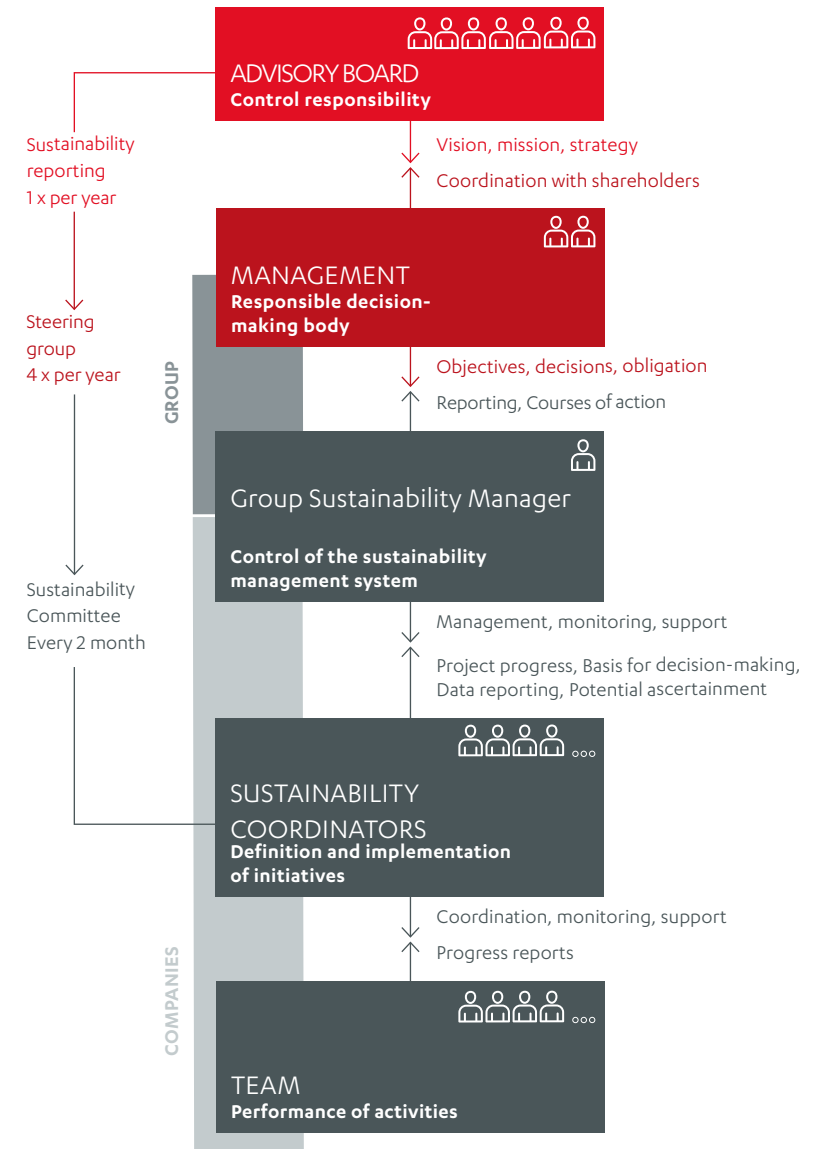 ADVISORY BOARD
Control responsibility
Sustainability
reporting
1 x per year
Vision, mission, strategy
Coordination with shareholders
MANAGEMENT
Responsible decision-
making body
Steering
group
4 x per year
GROUP
Objectives, decisions, obligation
Reporting, Courses of action
Group Sustainability Manager
Control of the sustainability
management system
Sustainability
Committee
Every 2 month
Management, monitoring, support
Project progress, Basis for decision-making,
Data reporting, Potential ascertainment
SUSTAINABILITY
COORDINATORS
Definition and implementation
of initiatives
COMPANIES
Coordination, monitoring, support
Progress reports
TEAM
Performance of activities